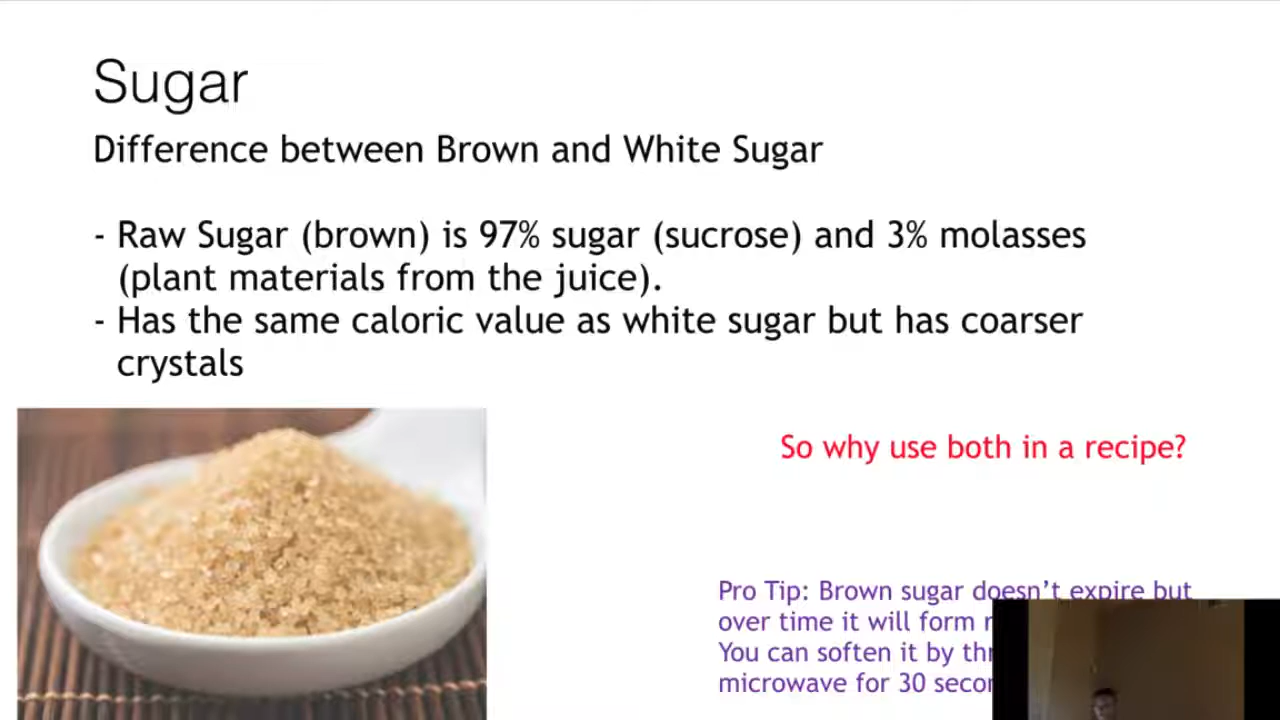 Sugar
Difference between Brown and White Sugar
- Raw Sugar (brown) is 97% sugar (sucrose) and 3% molasses
(plant materials from the juice).
- Has the same caloric value as white sugar but has coarser
crystals
So why use both in a recipe?
Pro Tip: Brown sugar doesn’t expire but
over time it will form
You can soften it by
microwave for 30